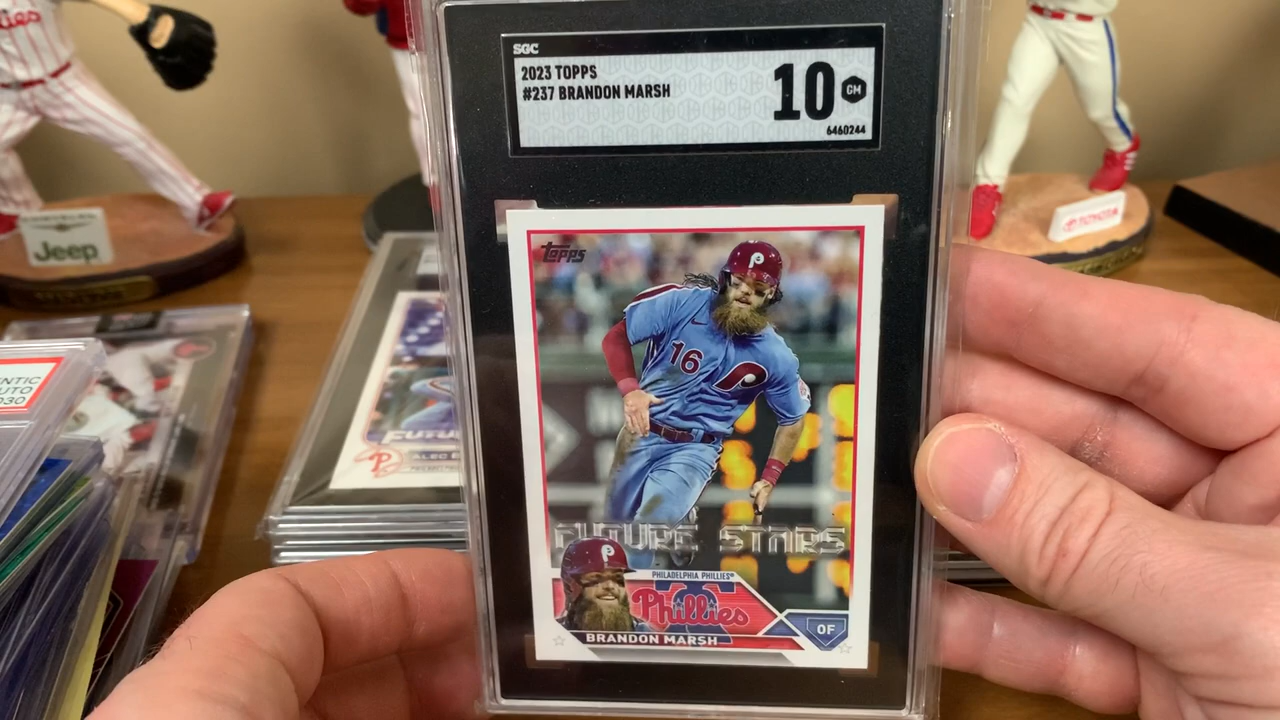 SGC
2023 TOPPS
#237 BRANDON MARSH
10
GM
6460244
Topps
P
16
P
FUTURE STARS
P
PHILADELPHIA PHILLIES®
Phillies
BRANDON MARSH
OF
Jeep
TOYOTA
P